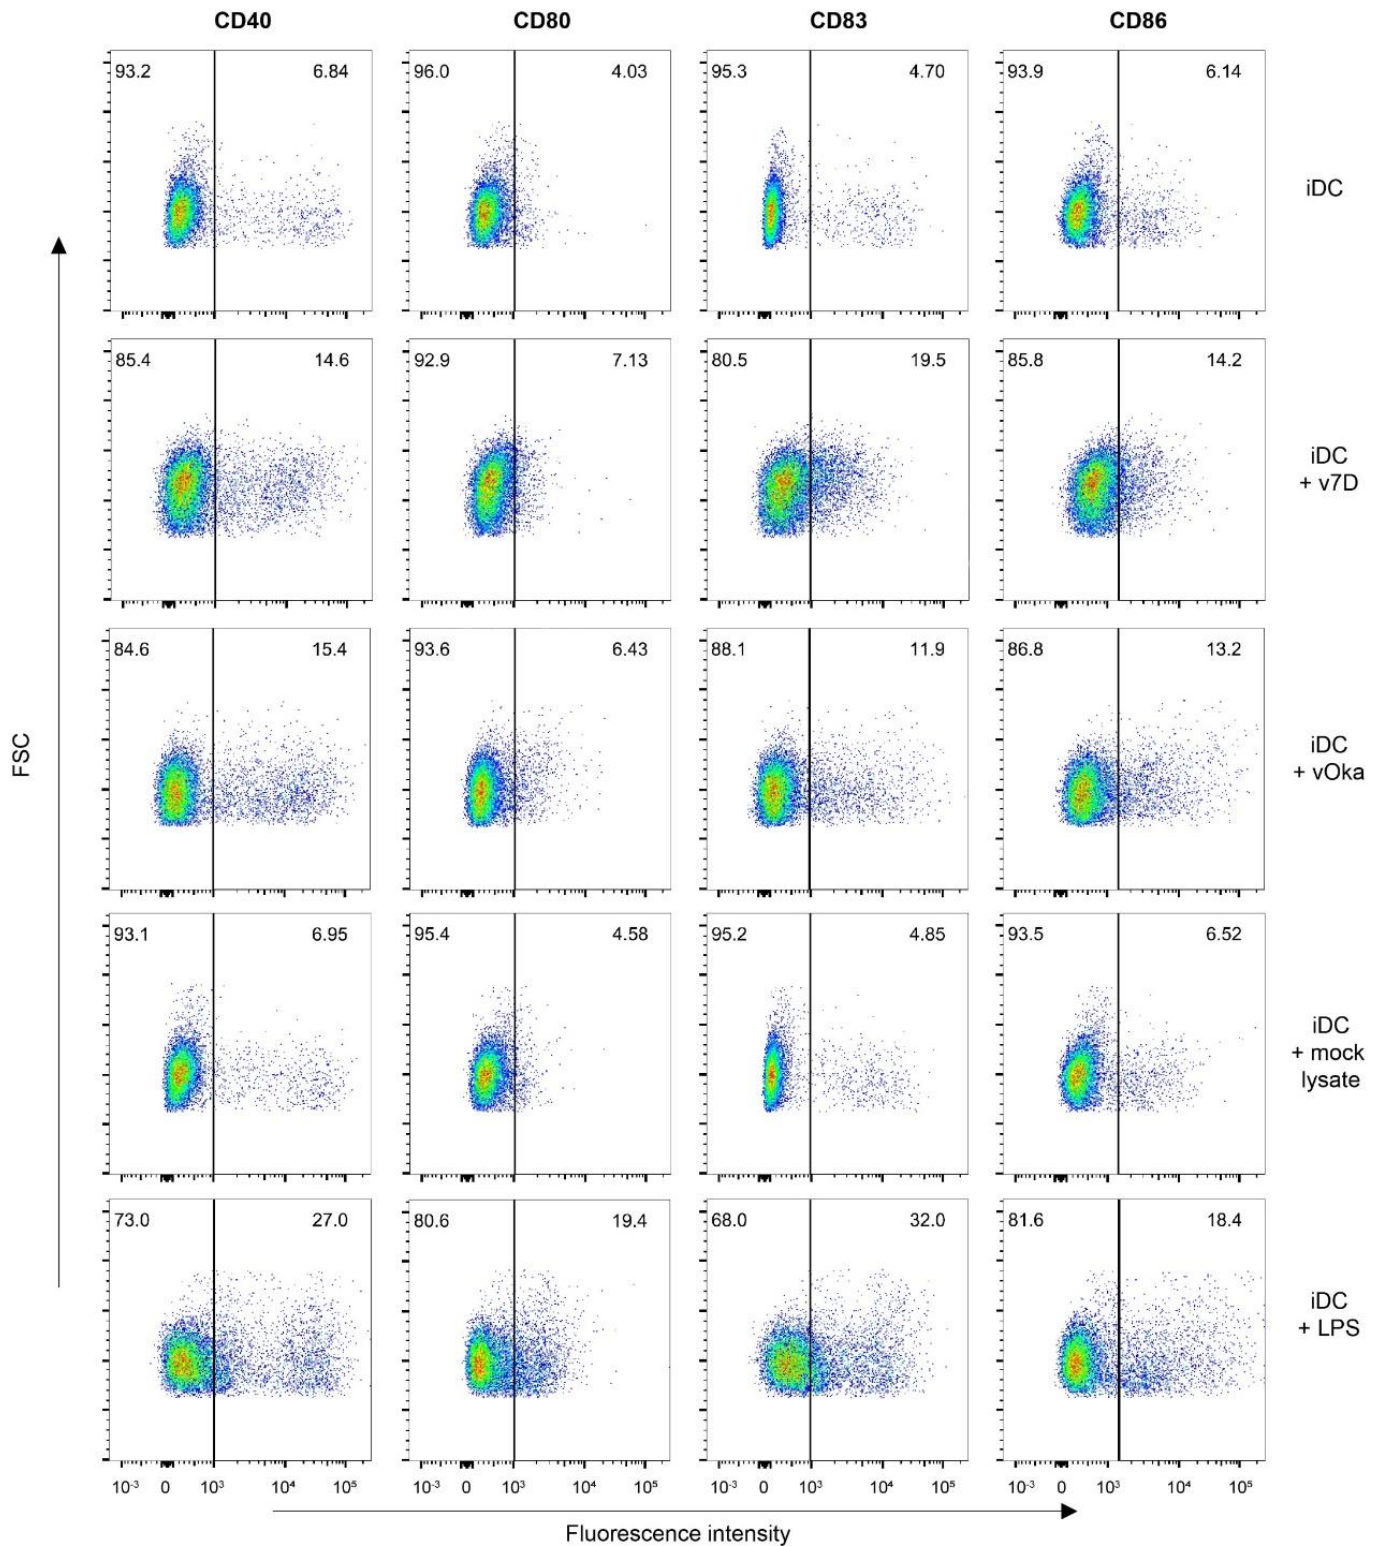 CD40 CD80 CD83 CD86
93.2 6.84 96.0 4.03 95.3 4.70 93.9 6.14
iDC
85.4 14.6 92.9 7.13 80.5 19.5 85.8 14.2
iDC
+ v7D
84.6 15.4 93.6 6.43 88.1 11.9 86.8 13.2
iDC
+ vOka
FSC
93.1 6.95 95.4 4.58 95.2 4.85 93.5 6.52
iDC
+ mock
lysate
73.0 27.0 80.6 19.4 68.0 32.0 81.6 18.4
iDC
+ LPS
10⁻³ 0 10³ 10⁴ 10⁵ 10⁻³ 0 10³ 10⁴ 10⁵ 10⁻³ 0 10³ 10⁴ 10⁵ 10⁻³ 0 10³ 10⁴ 10⁵
Fluorescence intensity